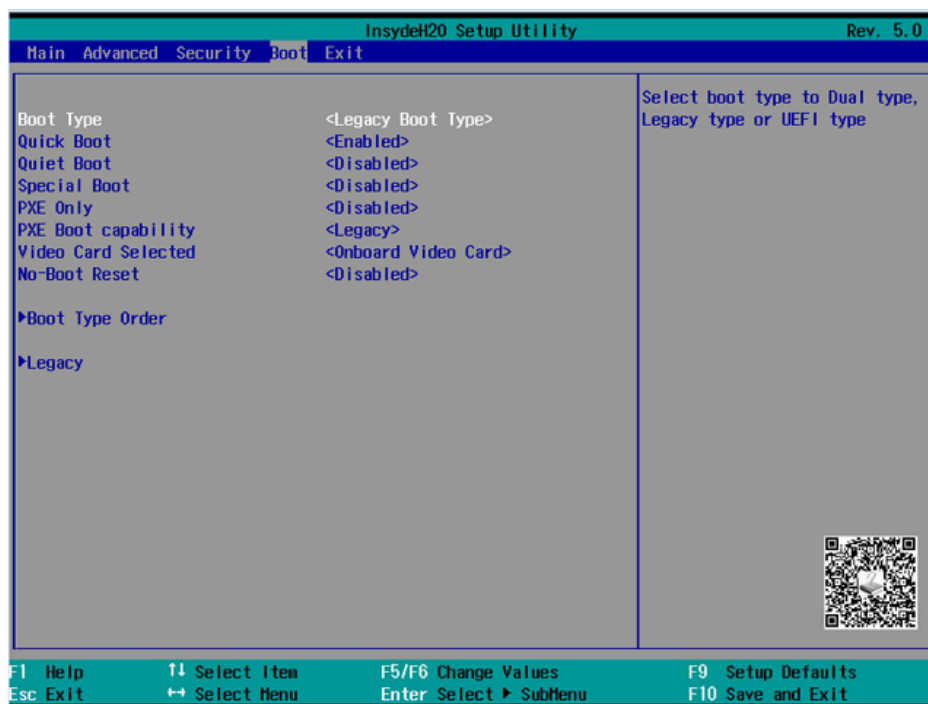 InsydeH20 Setup Utility Rev. 5.0
Main Advanced Security Boot Exit
Select boot type to Dual type,
Boot Type <Legacy Boot Type> Legacy type or UEFI type
Quick Boot <Enabled>
Quiet Boot <Disabled>
Special Boot <Disabled>
PXE Only <Disabled>
PXE Boot capability <Legacy>
Video Card Selected <Onboard Video Card>
No-Boot Reset <Disabled>
▶Boot Type Order
▶Legacy
F1 Help ↑↓ Select Item F5/F6 Change Values F9 Setup Defaults
Esc Exit ↔ Select Menu Enter Select ▶ SubMenu F10 Save and Exit